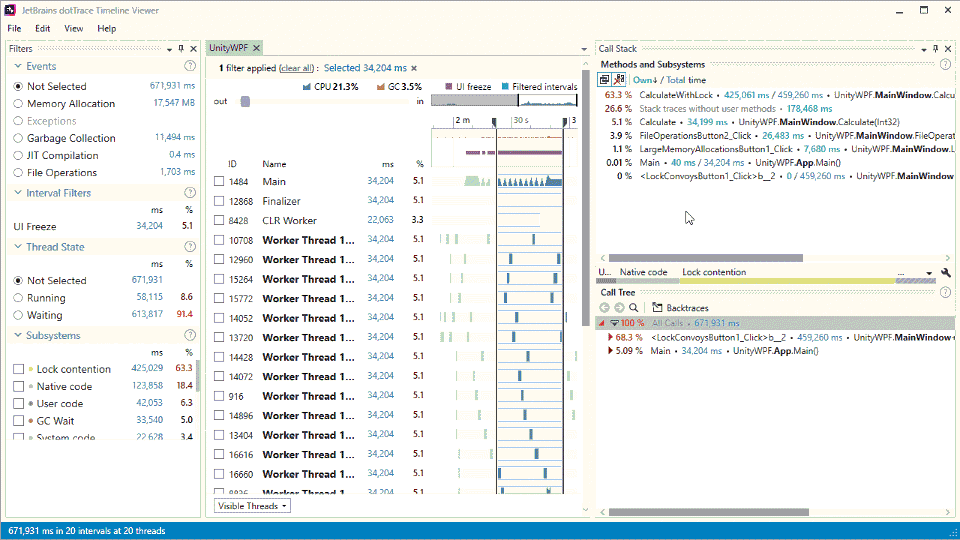 JetBrains dotTrace Timeline Viewer
File Edit View Help
Filters
Events
Not Selected 671,931 ms
Memory Allocation 17,547 MB
Exceptions
Garbage Collection 11,494 ms
JIT Compilation 0.4 ms
File Operations 1,703 ms
Interval Filters
ms %
UI Freeze 34,204 5.1
Thread State
ms %
Not Selected 671,931
Running 58,115 8.6
Waiting 613,817 91.4
Subsystems
ms %
Lock contention 425,029 63.3
Native code 123,858 18.4
User code 42,053 6.3
GC Wait 33,540 5.0
System code 22,628 3.4
UnityWPF
1 filter applied (clear all) : Selected 34,204 ms ×
CPU 21.3% GC 3.5% UI freeze Filtered intervals
out in
2 m 30 s 3
ID Name ms %
1484 Main 34,204 5.1
12868 Finalizer 34,204 5.1
8428 CLR Worker 22,063 3.3
10708 Worker Thread 1... 34,204 5.1
12960 Worker Thread 1... 34,204 5.1
15264 Worker Thread 1... 34,204 5.1
15772 Worker Thread 1... 34,204 5.1
14052 Worker Thread 1... 34,204 5.1
13720 Worker Thread 1... 34,204 5.1
14428 Worker Thread 1... 34,204 5.1
14072 Worker Thread 1... 34,204 5.1
916 Worker Thread 1... 34,204 5.1
14896 Worker Thread 1... 34,204 5.1
13404 Worker Thread 1... 34,204 5.1
16616 Worker Thread 1... 34,204 5.1
16660 Worker Thread 1... 34,204 5.1
8836 Worker Thread 1... 34,204 5.1
Visible Threads
Call Stack
Methods and Subsystems
Own↓ / Total time
63.3 % CalculateWithLock • 425,061 ms / 459,260 ms • UnityWPF.MainWindow.Calcu
26.6 % Stack traces without user methods • 178,468 ms
5.1 % Calculate • 34,199 ms • UnityWPF.MainWindow.Calculate(Int32)
3.9 % FileOperationsButton2_Click • 26,483 ms • UnityWPF.MainWindow.FileOperat
1.1 % LargeMemoryAllocationsButton1_Click • 7,680 ms • UnityWPF.MainWindow.L
0.01 % Main • 40 ms / 34,204 ms • UnityWPF.App.Main()
0 % <LockConvoysButton1_Click>b__2 • 0 / 459,260 ms • UnityWPF.MainWindow
U... Native code Lock contention ...
Call Tree
Backtraces
100 % All Calls • 671,931 ms
68.3 % <LockConvoysButton1_Click>b__2 • 459,260 ms • UnityWPF.MainWindow
5.09 % Main • 34,204 ms • UnityWPF.App.Main()
671,931 ms in 20 intervals at 20 threads